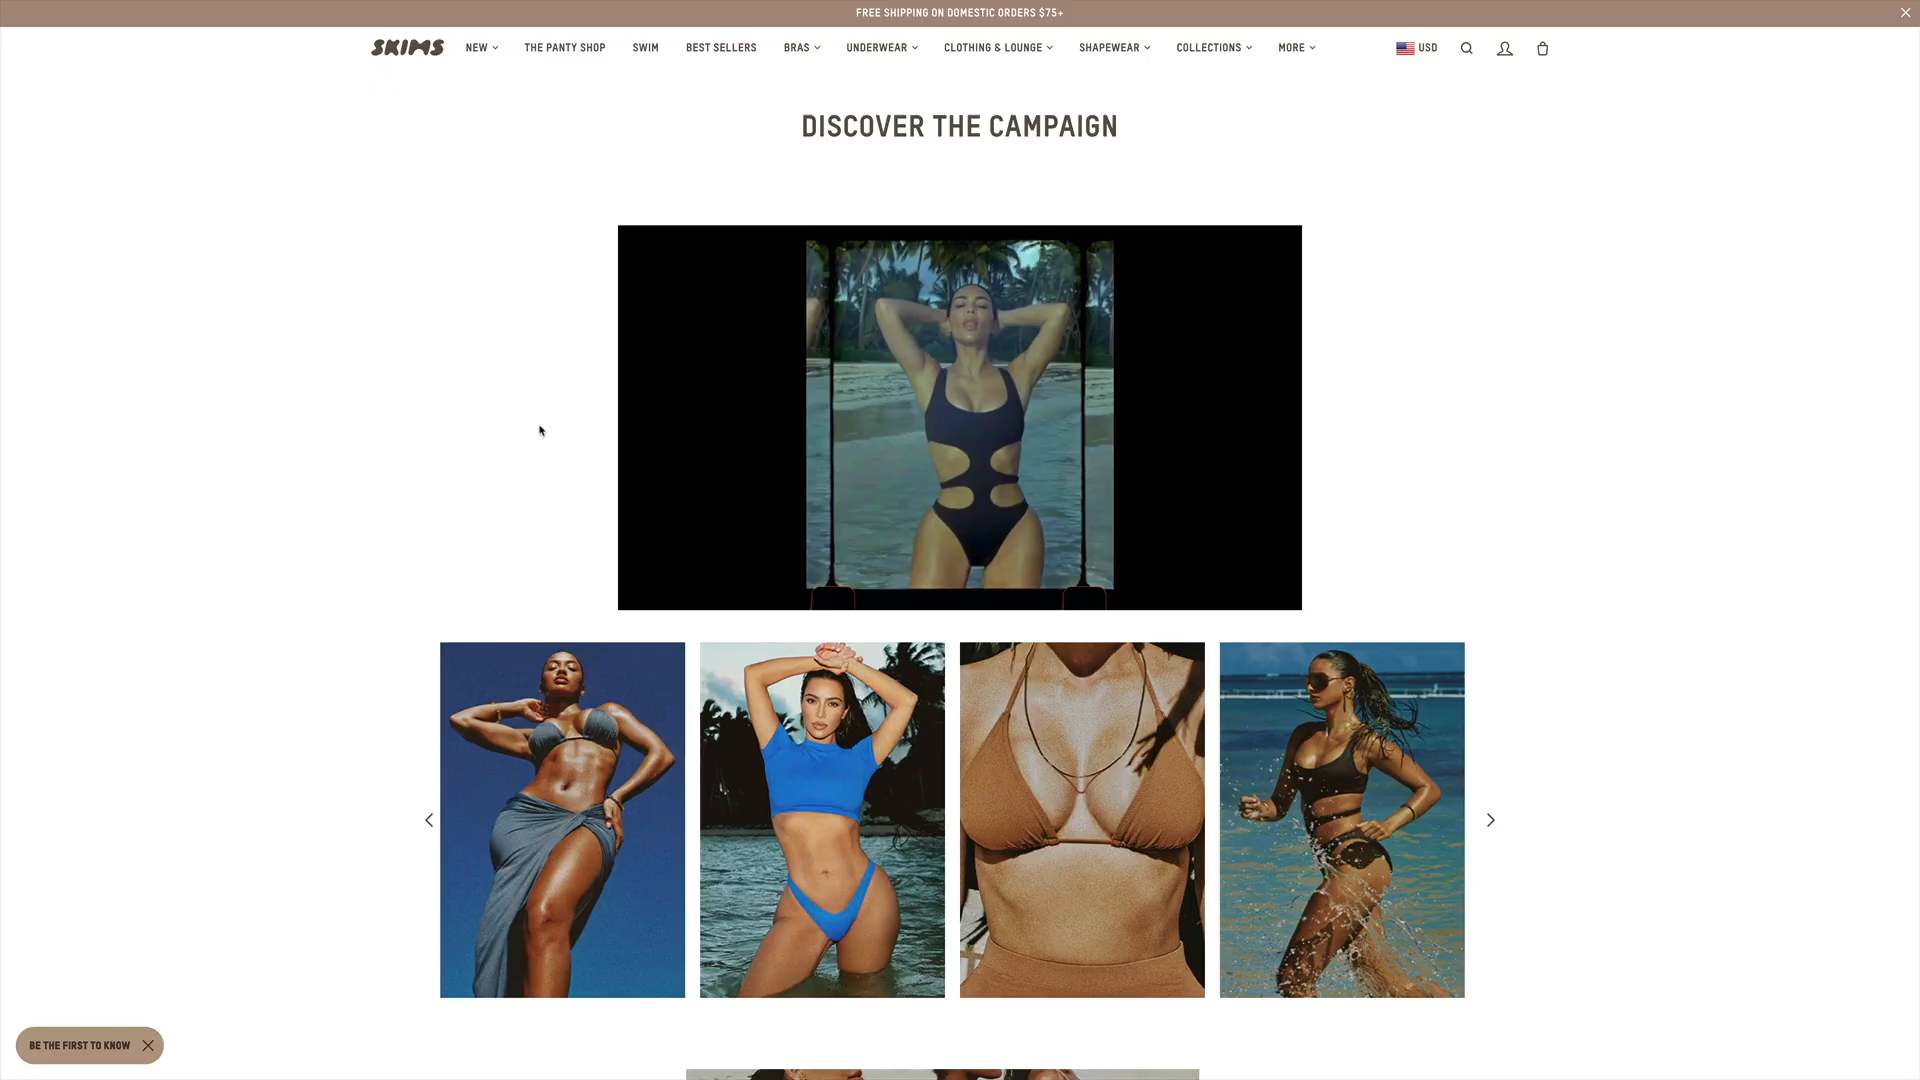 FREE SHIPPING ON DOMESTIC ORDERS $75+
SKIMS NEW THE PANTY SHOP SWIM BEST SELLERS BRAS UNDERWEAR CLOTHING & LOUNGE SHAPEWEAR COLLECTIONS MORE USD
DISCOVER THE CAMPAIGN
BE THE FIRST TO KNOW